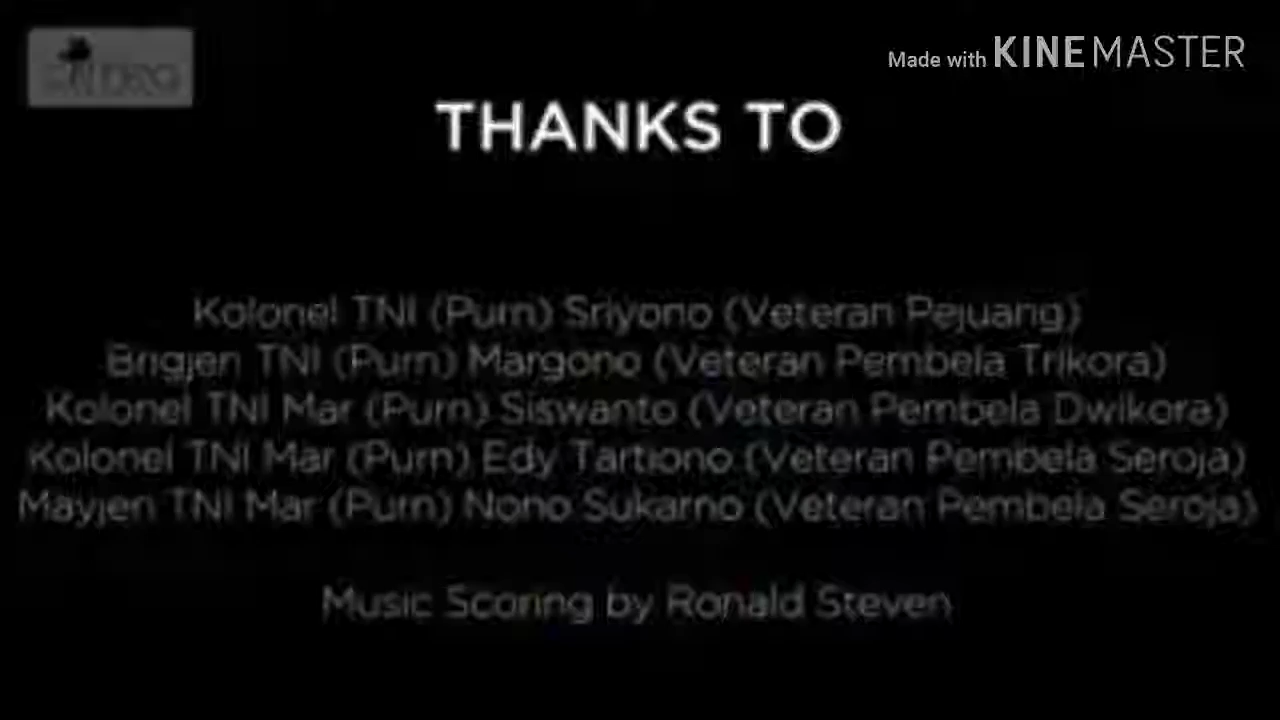 Made with KINEMASTER
THANKS TO
Kolonel TNI (Purn) Sriyono (Veteran Pejuang)
Brigjen TNI (Purn) Margono (Veteran Pembela Trikora)
Kolonel TNI Mar (Purn) Siswanto (Veteran Pembela Dwikora)
Kolonel TNI Mar (Purn) Edy Tartiono (Veteran Pembela Seroja)
Mayjen TNI Mar (Purn) Nono Sukarno (Veteran Pembela Seroja)
Music Scoring by Ronald Steven